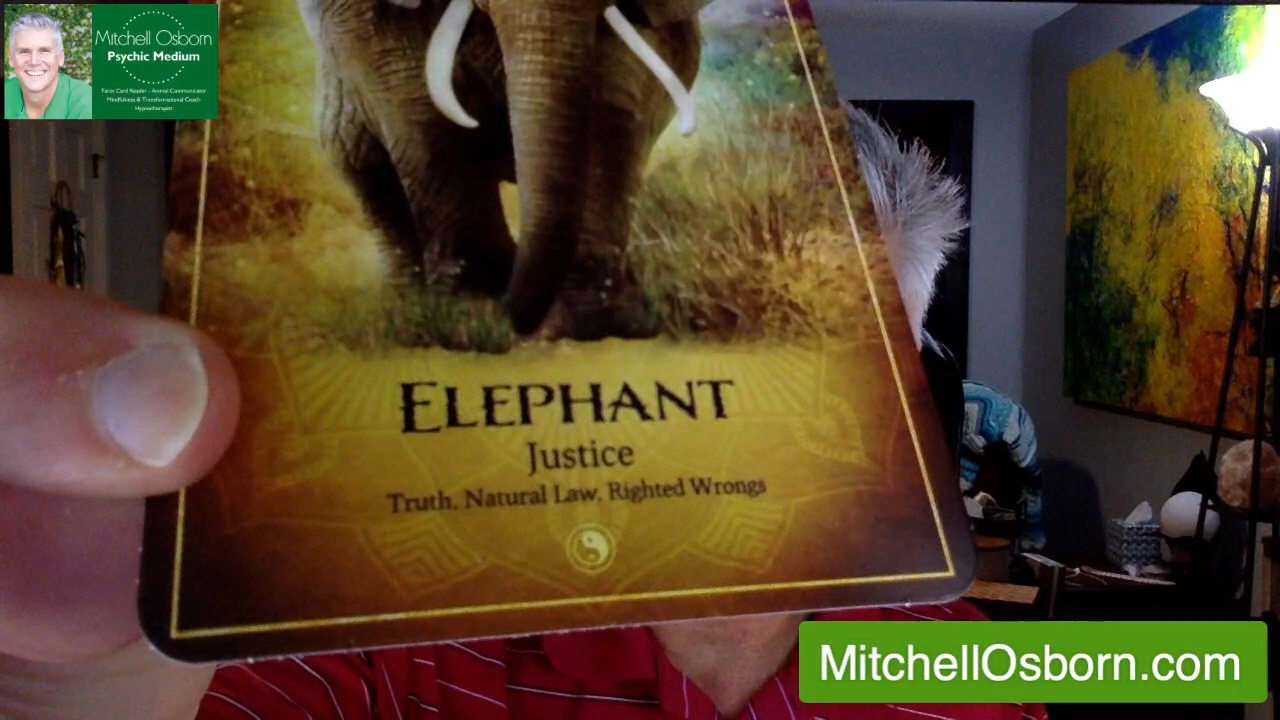 Mitchell Osborn
Psychic Medium
Tarot Card Reader - Animal Communicator
Mindfulness & Transformational Coach
Hypnotherapist
ELEPHANT
Justice
Truth, Natural Law, Righted Wrongs
MitchellOsborn.com